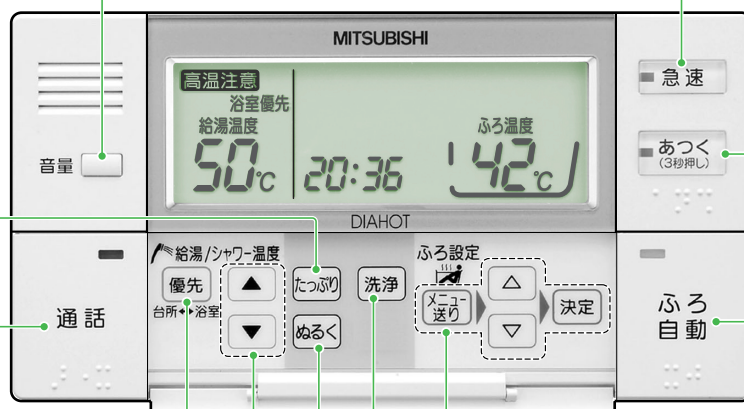 MITSUBISHI
高温注意
浴室優先
給湯温度
50℃
20:36
ふろ温度
42℃
DIAHOT
音量
急速
あつく
(3秒押し)
給湯/シャワー温度
優先
台所↔浴室
▲
▼
たっぷり
ぬるく
洗浄
ふろ設定
メニュー
送り
△
▽
決定
通話
ふろ
自動